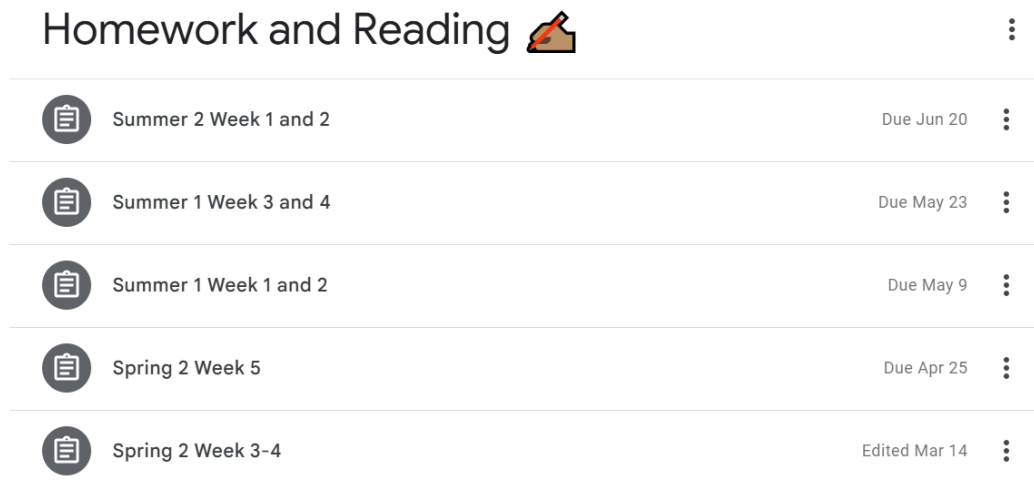 Homework and Reading ✍🏽
Summer 2 Week 1 and 2 Due Jun 20
Summer 1 Week 3 and 4 Due May 23
Summer 1 Week 1 and 2 Due May 9
Spring 2 Week 5 Due Apr 25
Spring 2 Week 3-4 Edited Mar 14